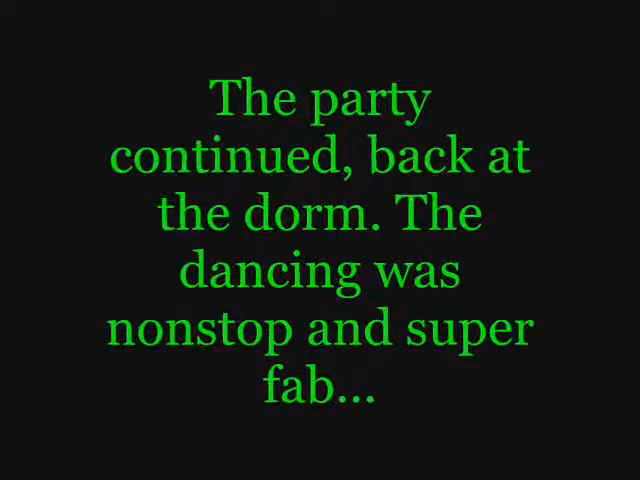 The party
continued, back at
the dorm. The
dancing was
nonstop and super
fab...